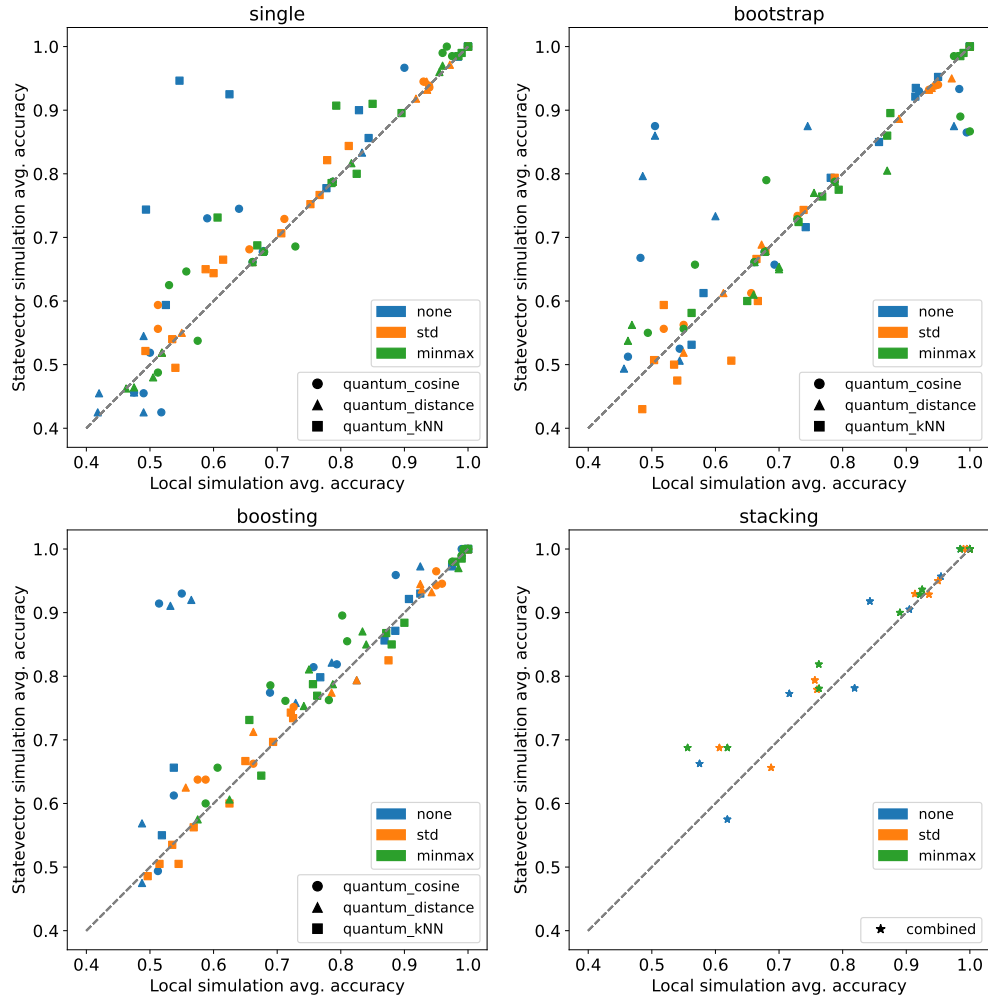 single
Statevector simulation avg. accuracy
1.0
0.9
0.8
0.7
0.6
0.5
0.4
none
std
minmax
quantum_cosine
quantum_distance
quantum_kNN
0.4 0.5 0.6 0.7 0.8 0.9 1.0
Local simulation avg. accuracy
bootstrap
Statevector simulation avg. accuracy
1.0
0.9
0.8
0.7
0.6
0.5
0.4
none
std
minmax
quantum_cosine
quantum_distance
quantum_kNN
0.4 0.5 0.6 0.7 0.8 0.9 1.0
Local simulation avg. accuracy
boosting
Statevector simulation avg. accuracy
1.0
0.9
0.8
0.7
0.6
0.5
0.4
none
std
minmax
quantum_cosine
quantum_distance
quantum_kNN
0.4 0.5 0.6 0.7 0.8 0.9 1.0
Local simulation avg. accuracy
stacking
Statevector simulation avg. accuracy
1.0
0.9
0.8
0.7
0.6
0.5
0.4
none
std
minmax
combined
0.4 0.5 0.6 0.7 0.8 0.9 1.0
Local simulation avg. accuracy